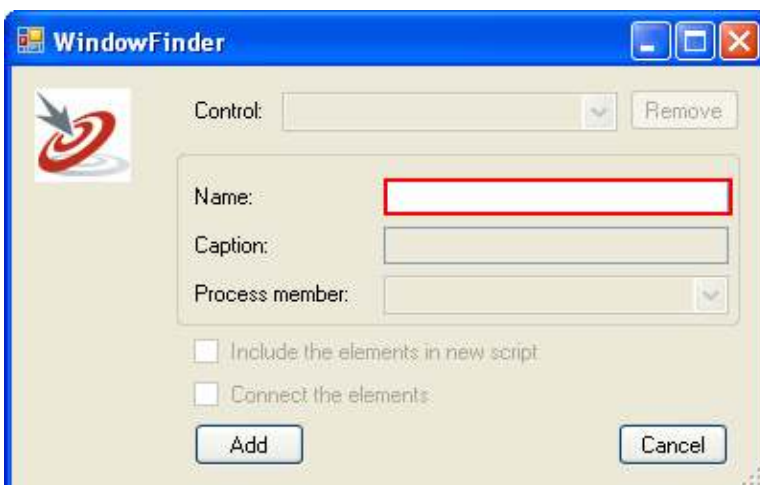 WindowFinder
Control:
Remove
Name:
Caption:
Process member:
Include the elements in new script
Connect the elements
Add
Cancel